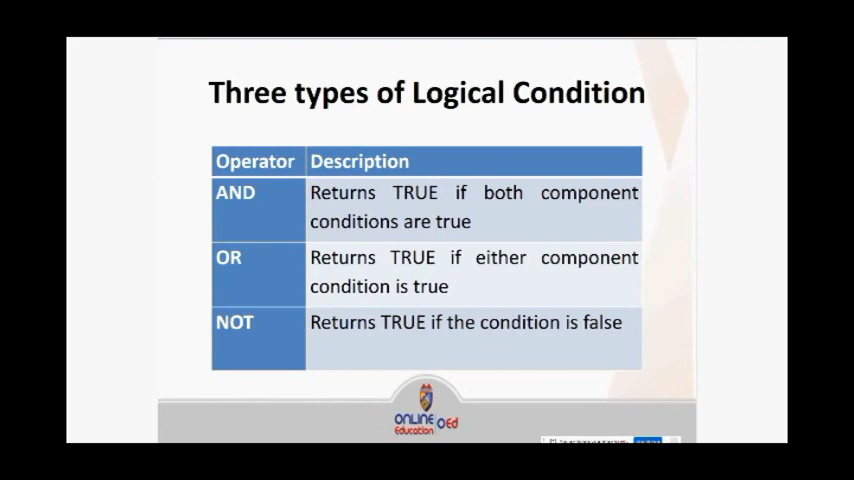 Three types of Logical Condition
Operator Description
AND Returns TRUE if both component
conditions are true
OR Returns TRUE if either component
condition is true
NOT Returns TRUE if the condition is false
ONLINE OEd
Education